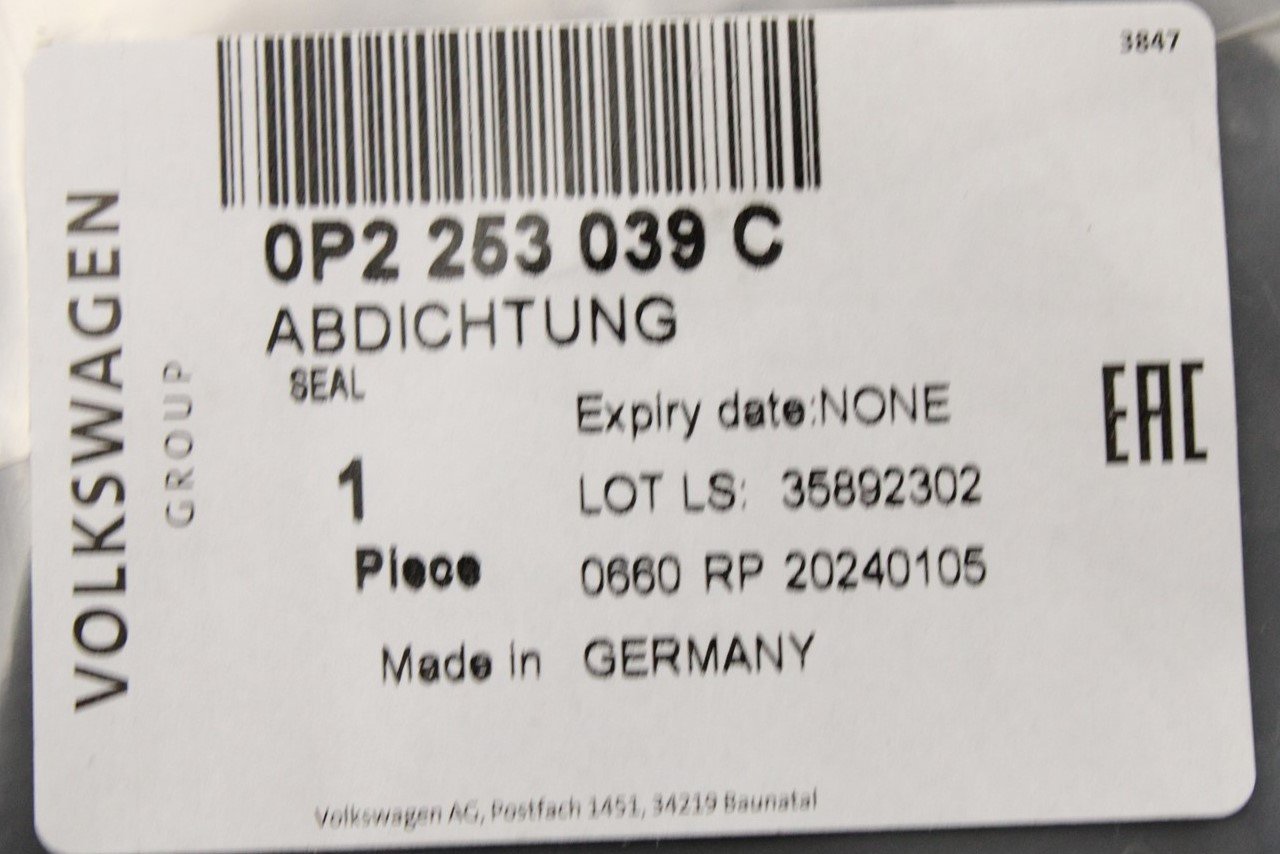 3847
VOLKSWAGEN
GROUP
0P2 253 039 C
ABDICHTUNG
SEAL
Expiry date:NONE
1
LOT LS: 35892302
Piece
0660 RP 20240105
Made in GERMANY
EAC
Volkswagen AG, Postfach 1451, 34219 Baunatal